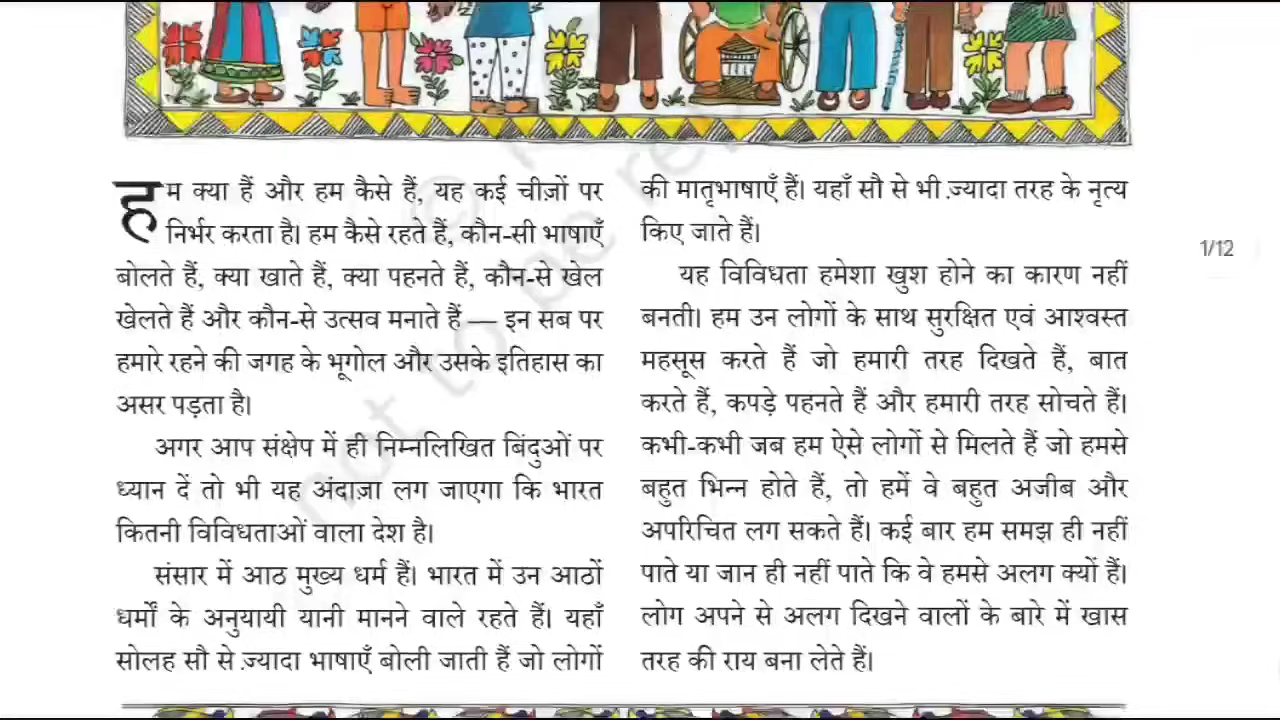 हम क्या हैं और हम कैसे हैं, यह कई चीज़ों पर
निर्भर करता है। हम कैसे रहते हैं, कौन-सी भाषाएँ
बोलते हैं, क्या खाते हैं, क्या पहनते हैं, कौन-से खेल
खेलते हैं और कौन-से उत्सव मनाते हैं — इन सब पर
हमारे रहने की जगह के भूगोल और उसके इतिहास का
असर पड़ता है।
अगर आप संक्षेप में ही निम्नलिखित बिंदुओं पर
ध्यान दें तो भी यह अंदाज़ा लग जाएगा कि भारत
कितनी विविधताओं वाला देश है।
संसार में आठ मुख्य धर्म हैं। भारत में उन आठों
धर्मों के अनुयायी यानी मानने वाले रहते हैं। यहाँ
सोलह सौ से ज़्यादा भाषाएँ बोली जाती हैं जो लोगों
की मातृभाषाएँ हैं। यहाँ सौ से भी ज़्यादा तरह के नृत्य
किए जाते हैं।
यह विविधता हमेशा खुश होने का कारण नहीं
बनती। हम उन लोगों के साथ सुरक्षित एवं आश्वस्त
महसूस करते हैं जो हमारी तरह दिखते हैं, बात
करते हैं, कपड़े पहनते हैं और हमारी तरह सोचते हैं।
कभी-कभी जब हम ऐसे लोगों से मिलते हैं जो हमसे
बहुत भिन्न होते हैं, तो हमें वे बहुत अजीब और
अपरिचित लग सकते हैं। कई बार हम समझ ही नहीं
पाते या जान ही नहीं पाते कि वे हमसे अलग क्यों हैं।
लोग अपने से अलग दिखने वालों के बारे में खास
तरह की राय बना लेते हैं।
1/12
not to be re